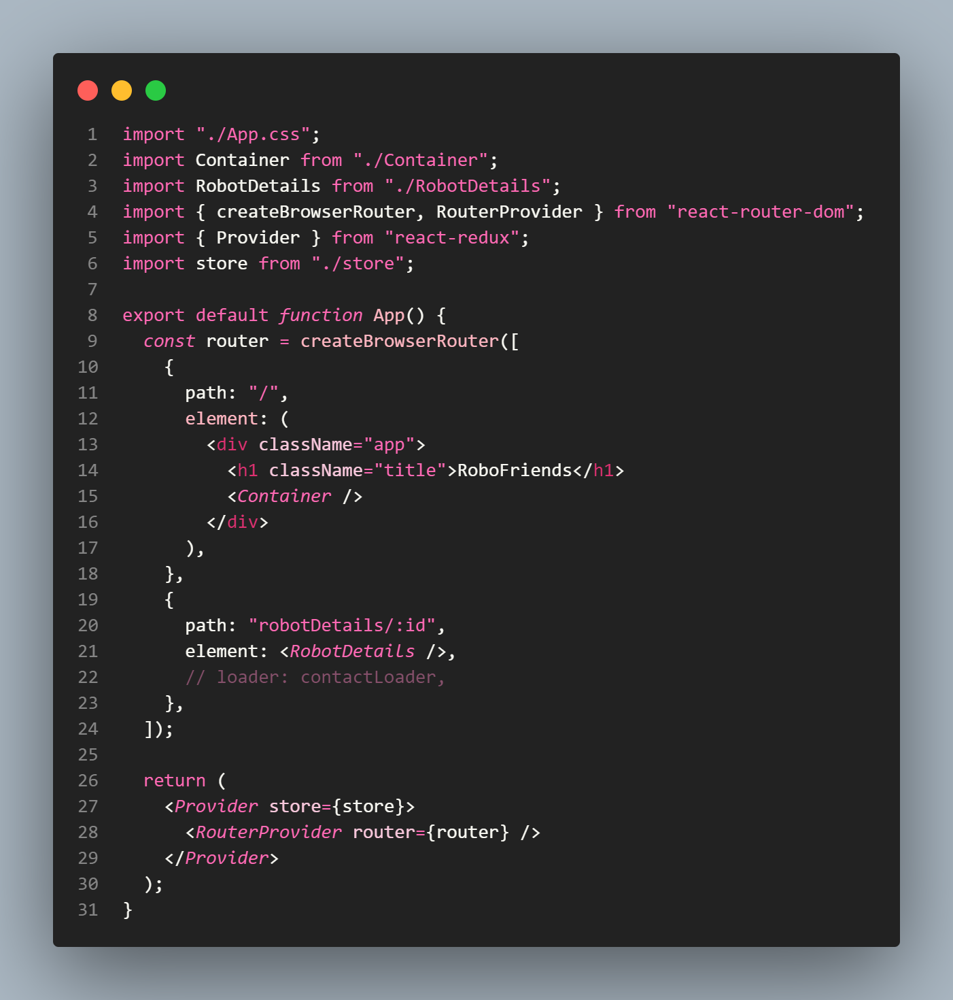 1 import "./App.css";
2 import Container from "./Container";
3 import RobotDetails from "./RobotDetails";
4 import { createBrowserRouter, RouterProvider } from "react-router-dom";
5 import { Provider } from "react-redux";
6 import store from "./store";
7
8 export default function App() {
9   const router = createBrowserRouter([
10     {
11       path: "/",
12       element: (
13         <div className="app">
14           <h1 className="title">RoboFriends</h1>
15           <Container />
16         </div>
17       ),
18     },
19     {
20       path: "robotDetails/:id",
21       element: <RobotDetails />,
22       // loader: contactLoader,
23     },
24   ]);
25
26   return (
27     <Provider store={store}>
28       <RouterProvider router={router} />
29     </Provider>
30   );
31 }